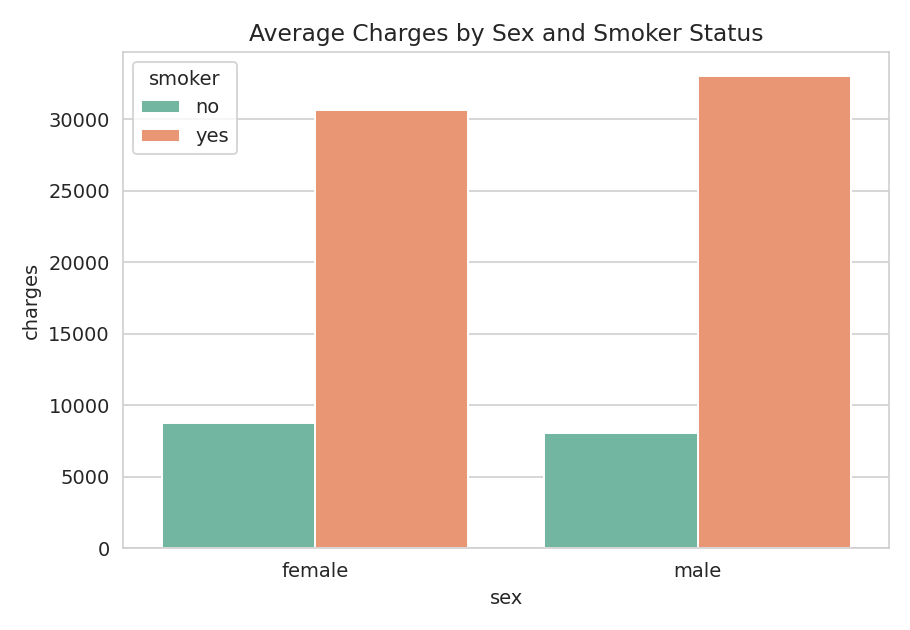 Average Charges by Sex and Smoker Status
smoker
no
yes
charges
30000
25000
20000
15000
10000
5000
0
female male
sex